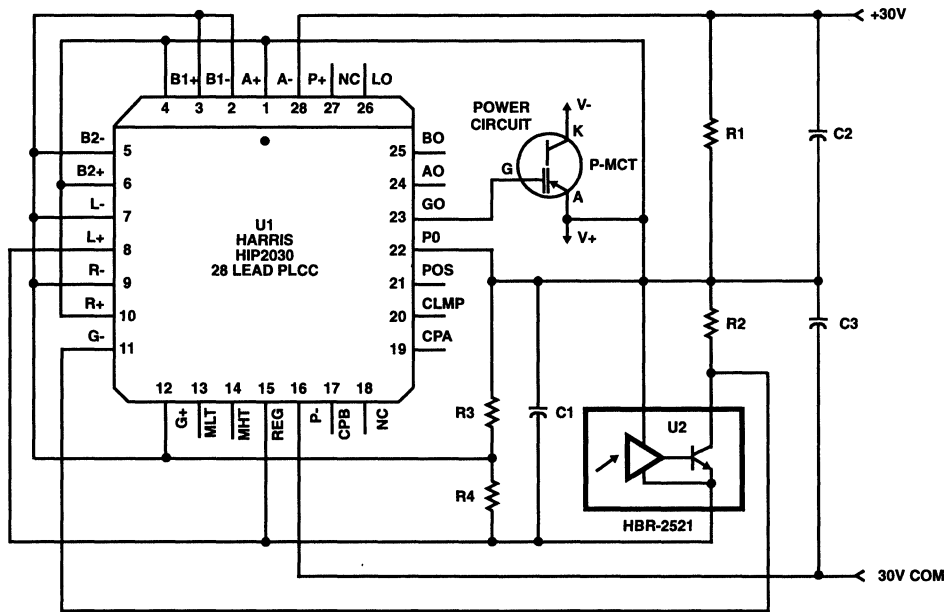 +30V
B1+
B1-
A+
A-
P+
NC
LO
4
3
2
1
28
27
26
POWER
CIRCUIT
V-
K
P-MCT
G
A
V+
R1
C2
B2-
5
B2+
6
L-
7
L+
8
R-
9
R+
10
G-
11
U1
HARRIS
HIP2030
28 LEAD PLCC
25
BO
24
AO
23
GO
22
P0
21
POS
20
CLMP
19
CPA
R2
C3
12
13
14
15
16
17
18
G+
MLT
MHT
REG
P-
CPB
NC
R3
C1
U2
R4
HBR-2521
30V COM